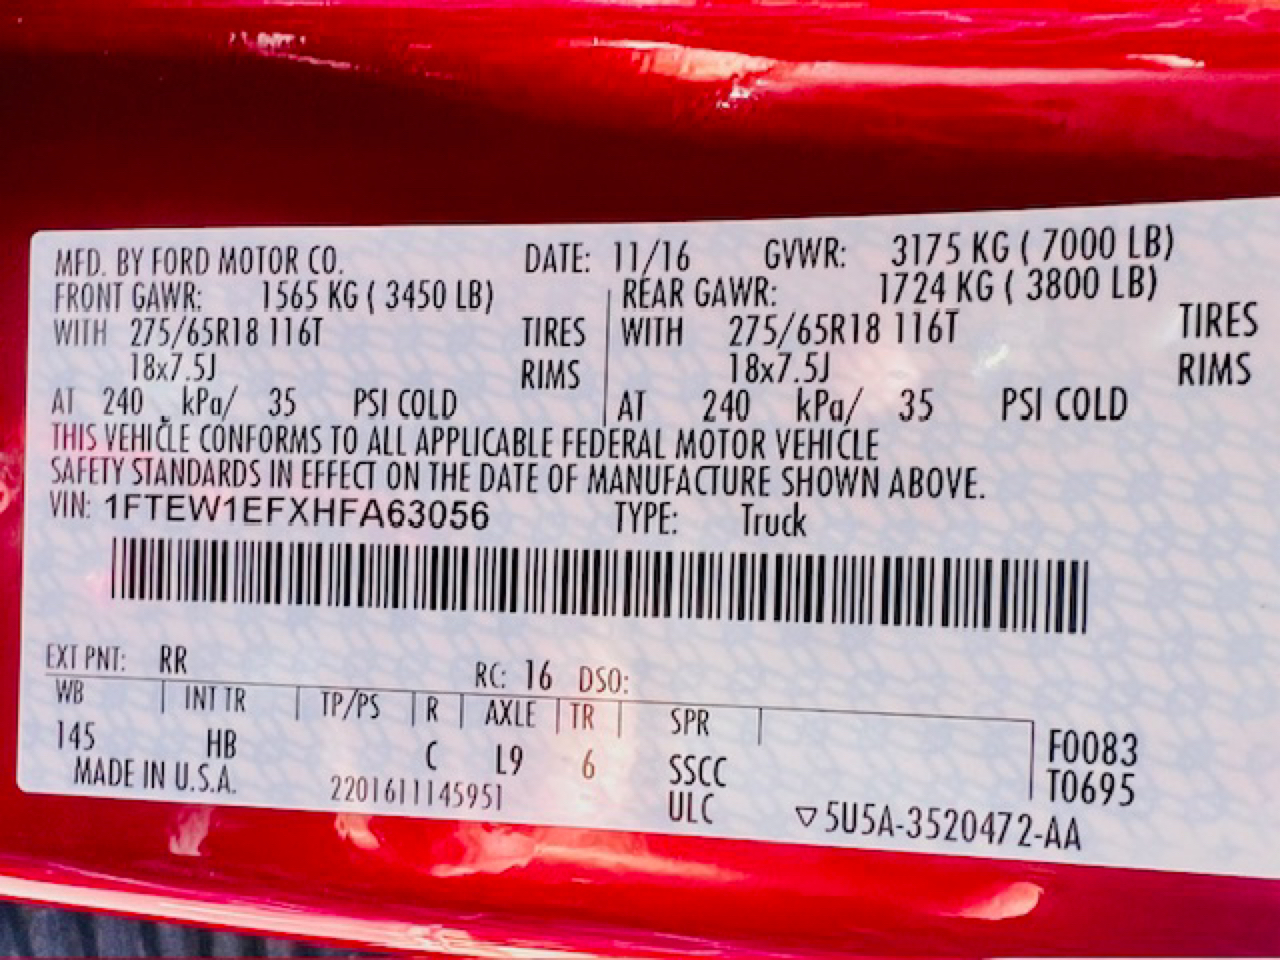 MFD. BY FORD MOTOR CO. DATE: 11/16 GVWR: 3175 KG ( 7000 LB)
FRONT GAWR: 1565 KG ( 3450 LB) REAR GAWR: 1724 KG ( 3800 LB)
WITH 275/65R18 116T TIRES WITH 275/65R18 116T TIRES
18x7.5J RIMS 18x7.5J RIMS
AT 240 kPa/ 35 PSI COLD AT 240 kPa/ 35 PSI COLD
THIS VEHICLE CONFORMS TO ALL APPLICABLE FEDERAL MOTOR VEHICLE
SAFETY STANDARDS IN EFFECT ON THE DATE OF MANUFACTURE SHOWN ABOVE.
VIN: 1FTEW1EFXHFA63056 TYPE: Truck
EXT PNT: RR RC: 16 DSO:
WB INT TR TP/PS R AXLE TR SPR
145 HB C L9 6 SSCC F0083
MADE IN U.S.A. 2201611145951 ULC T0695
▽5U5A-3520472-AA